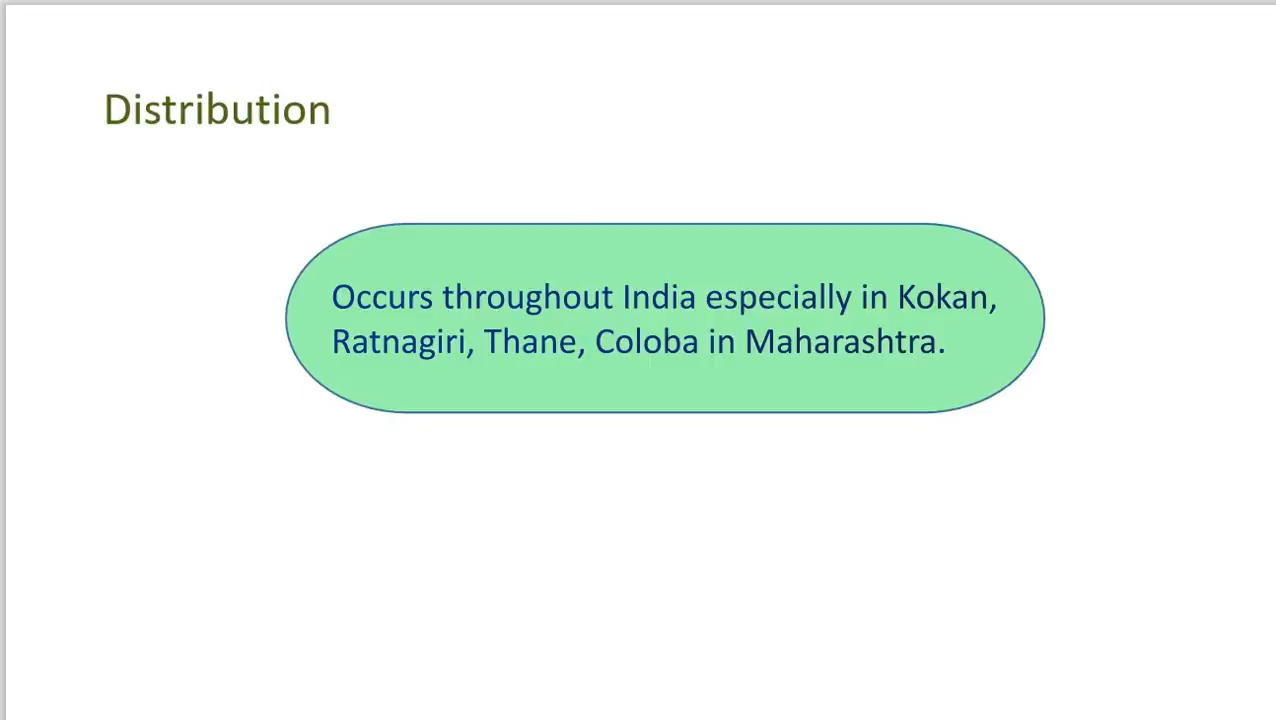 Distribution
Occurs throughout India especially in Kokan,
Ratnagiri, Thane, Coloba in Maharashtra.